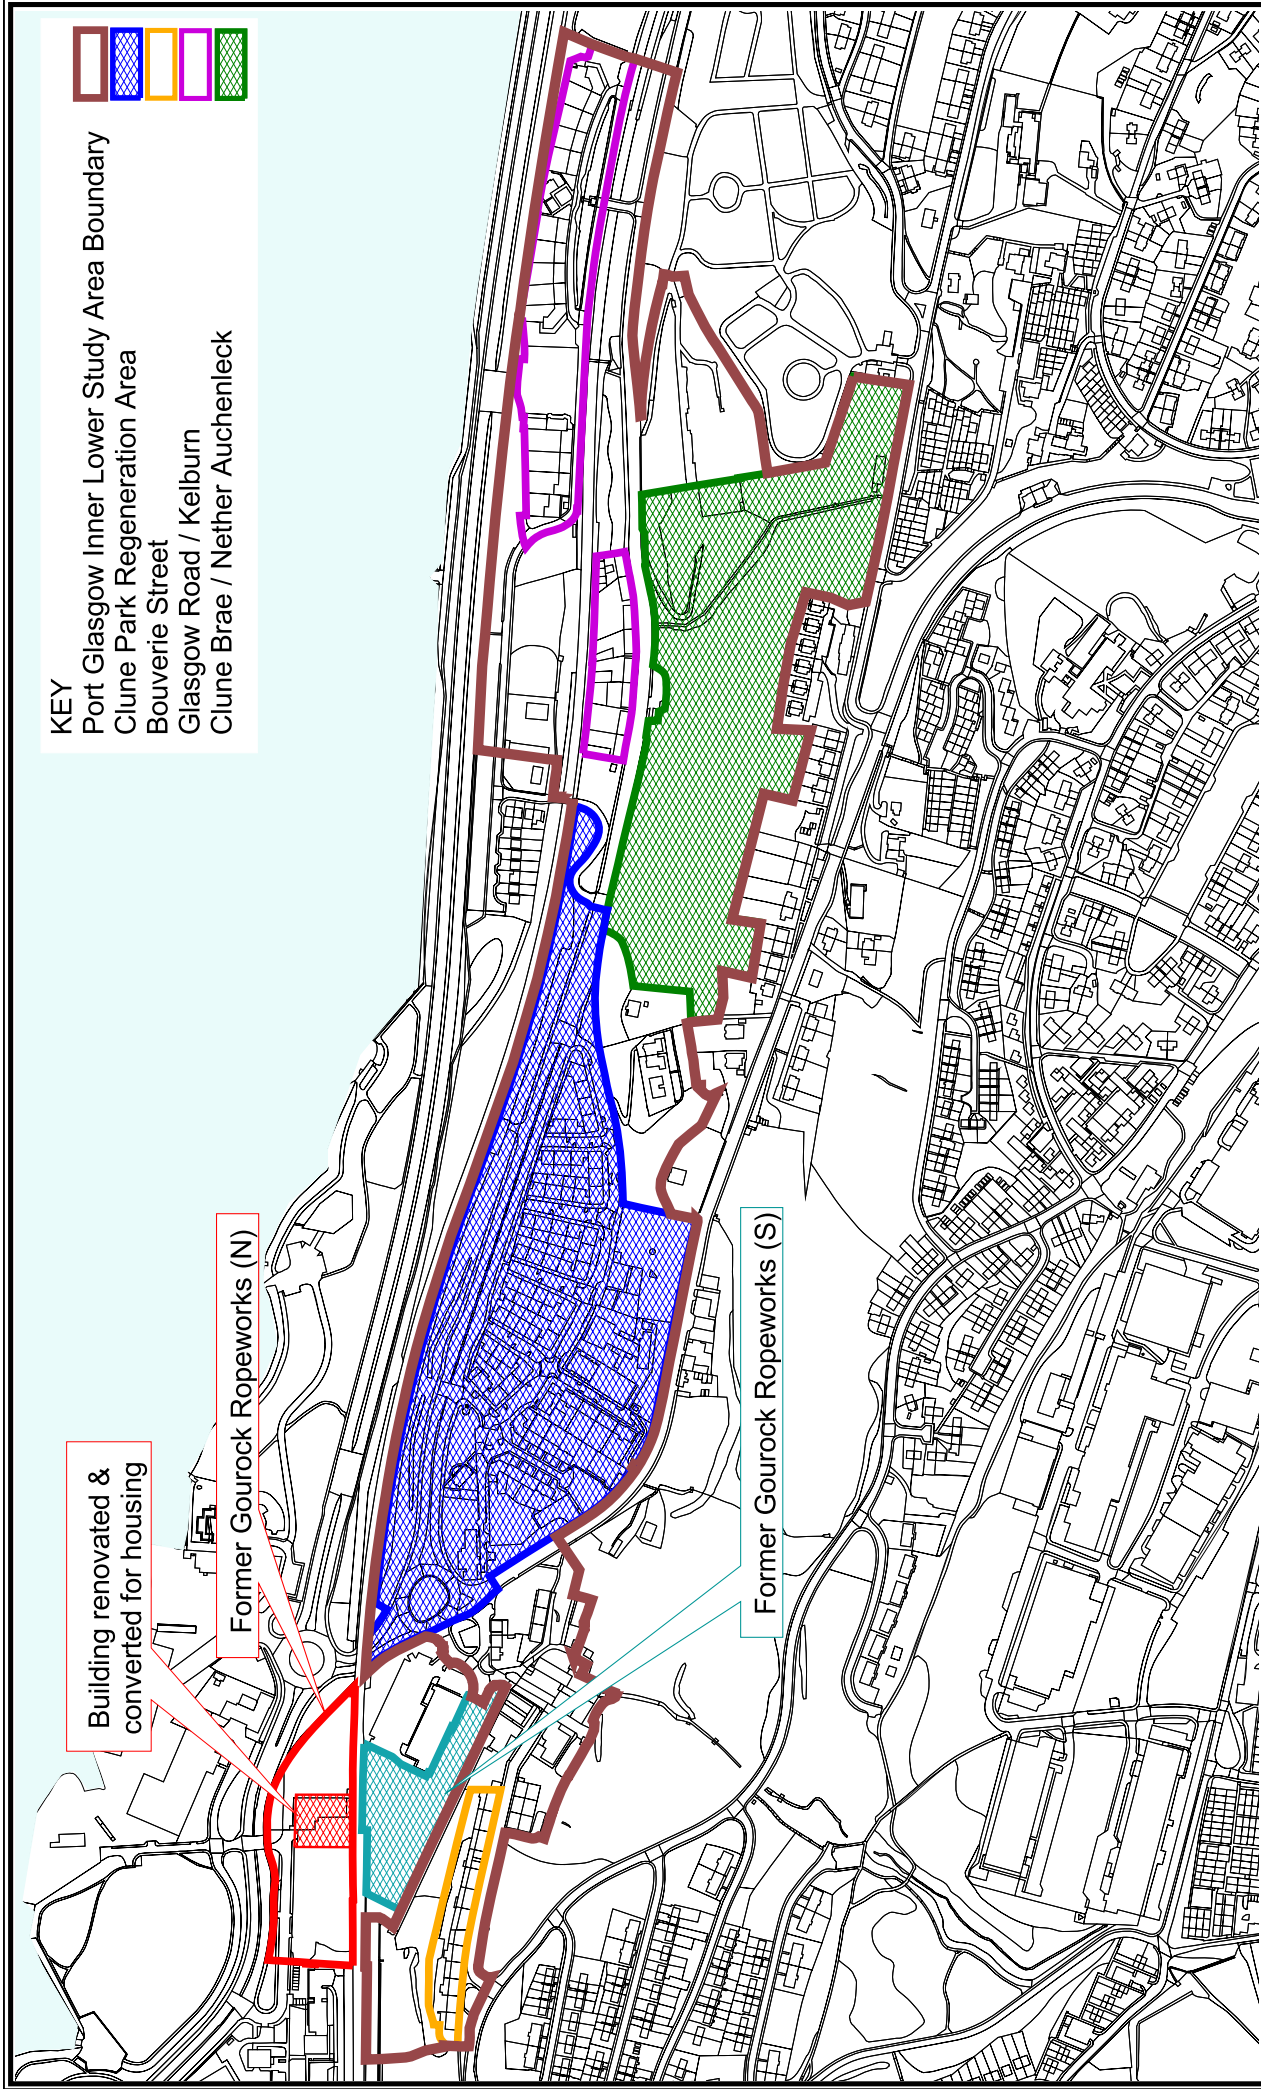 KEY
Port Glasgow Inner Lower Study Area Boundary
Clune Park Regeneration Area
Bouverie Street
Glasgow Road / Kelburn
Clune Brae / Nether Auchenleck
Building renovated &
converted for housing
Former Gourock Ropeworks (N)
Former Gourock Ropeworks (S)